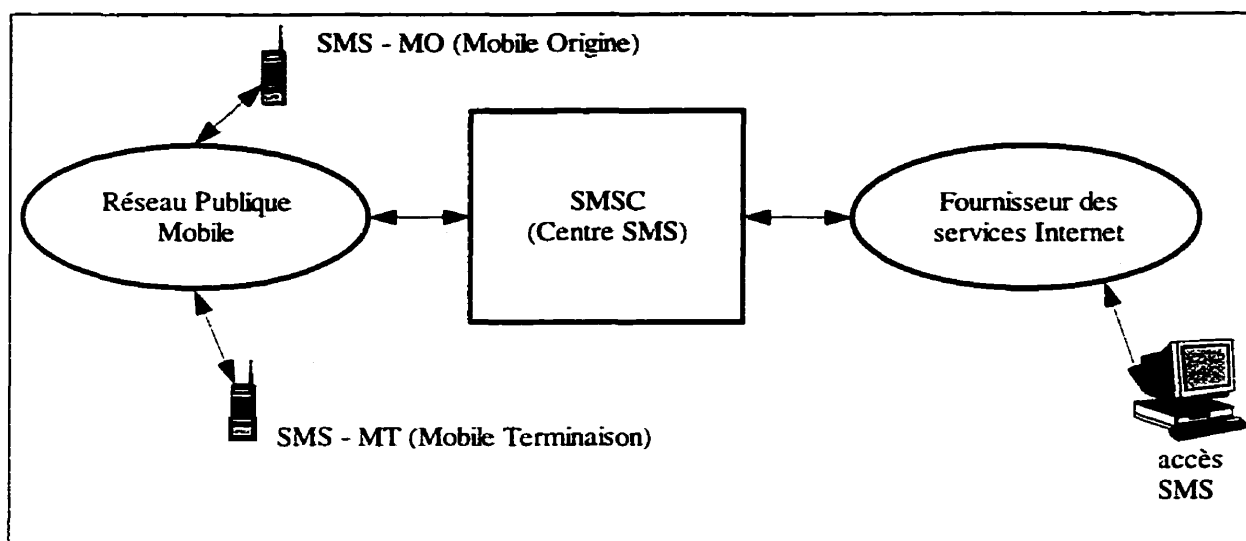 SMS - MO (Mobile Origine)
Réseau Publique
Mobile
SMSC
(Centre SMS)
Fournisseur des
services Internet
SMS - MT (Mobile Terminaison)
accès
SMS